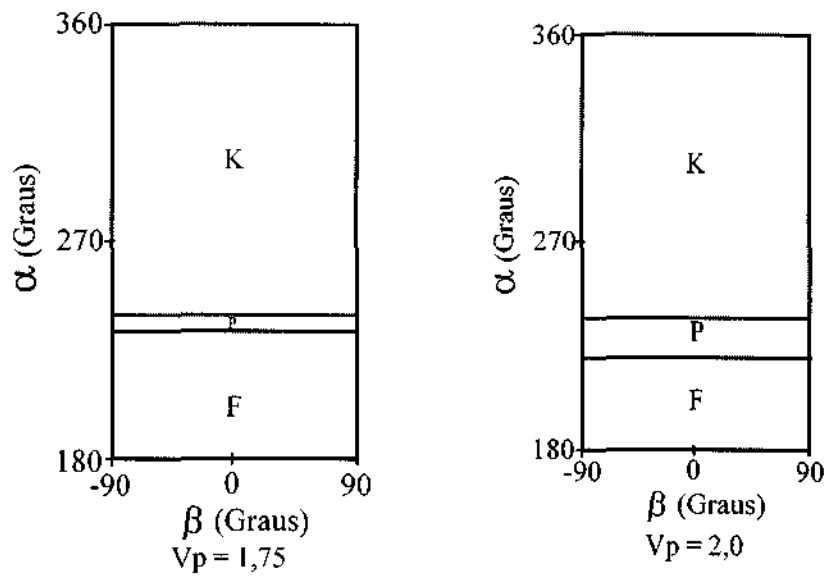 360
K
α (Graus)
270
P
F
180
-90 0 90
β (Graus)
Vp = 1,75
360
K
α (Graus)
270
P
F
180
-90 0 90
β (Graus)
Vp = 2,0